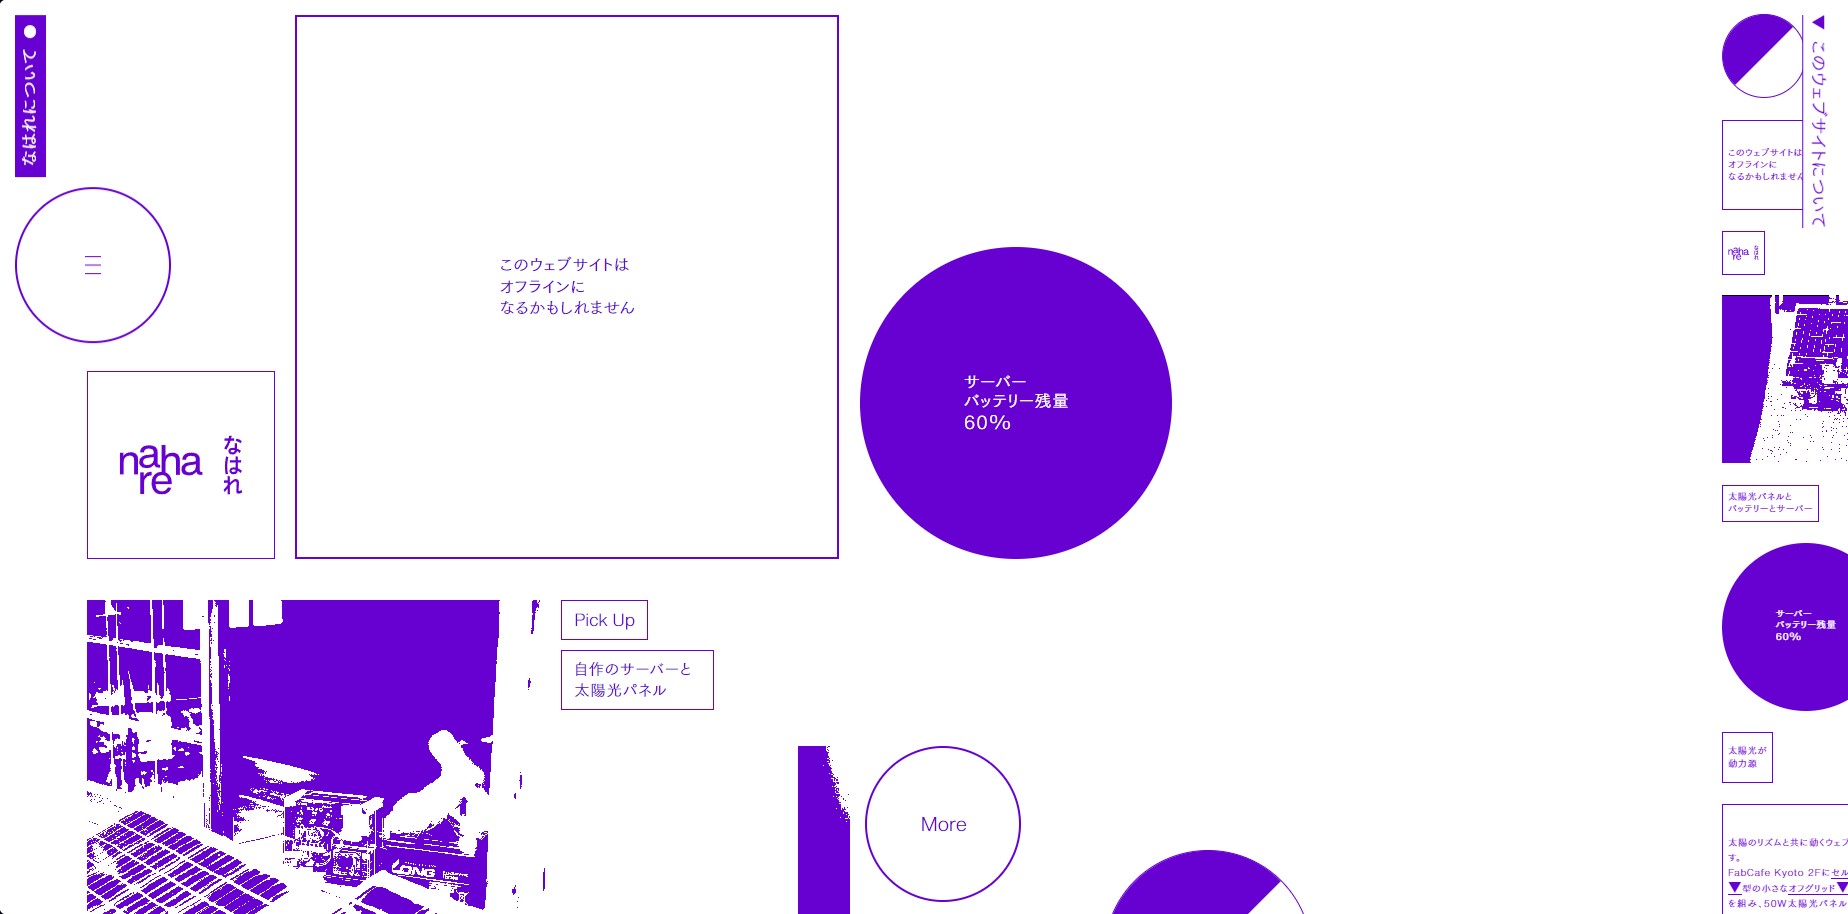 なはれについて
なはれ
naha
re
このウェブサイトは
オフラインに
なるかもしれません
サーバー
バッテリー残量
60%
Pick Up
自作のサーバーと
太陽光パネル
LONG
More
このウェブサイトについて
このウェブサイトは
オフラインに
なるかもしれません
naha
re
なはれ
太陽光パネルと
バッテリーとサーバー
サーバー
バッテリー残量
60%
太陽光が
動力源
太陽のリズムと共に動くウェブ
す。
FabCafe Kyoto 2Fにセル
▼型の小さなオフグリッド▼
を組み、50W太陽光パネル